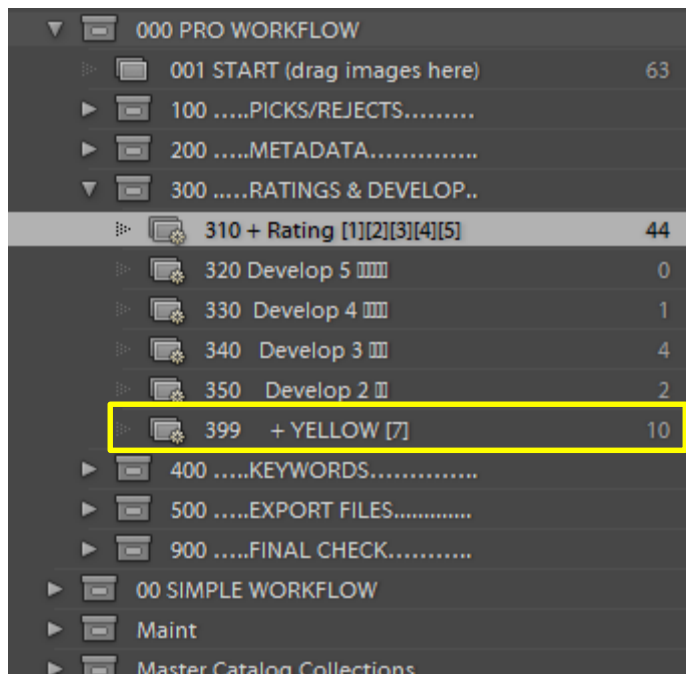 000 PRO WORKFLOW
001 START (drag images here) 63
100 .....PICKS/REJECTS.........
200 .....METADATA..............
300 .....RATINGS & DEVELOP..
310 + Rating [1][2][3][4][5] 44
320 Develop 5 ▯▯▯▯▯ 0
330 Develop 4 ▯▯▯▯ 1
340 Develop 3 ▯▯▯ 4
350 Develop 2 ▯▯ 2
399 + YELLOW [7] 10
400 .....KEYWORDS..............
500 .....EXPORT FILES.............
900 .....FINAL CHECK...........
00 SIMPLE WORKFLOW
Maint
Master Catalog Collections